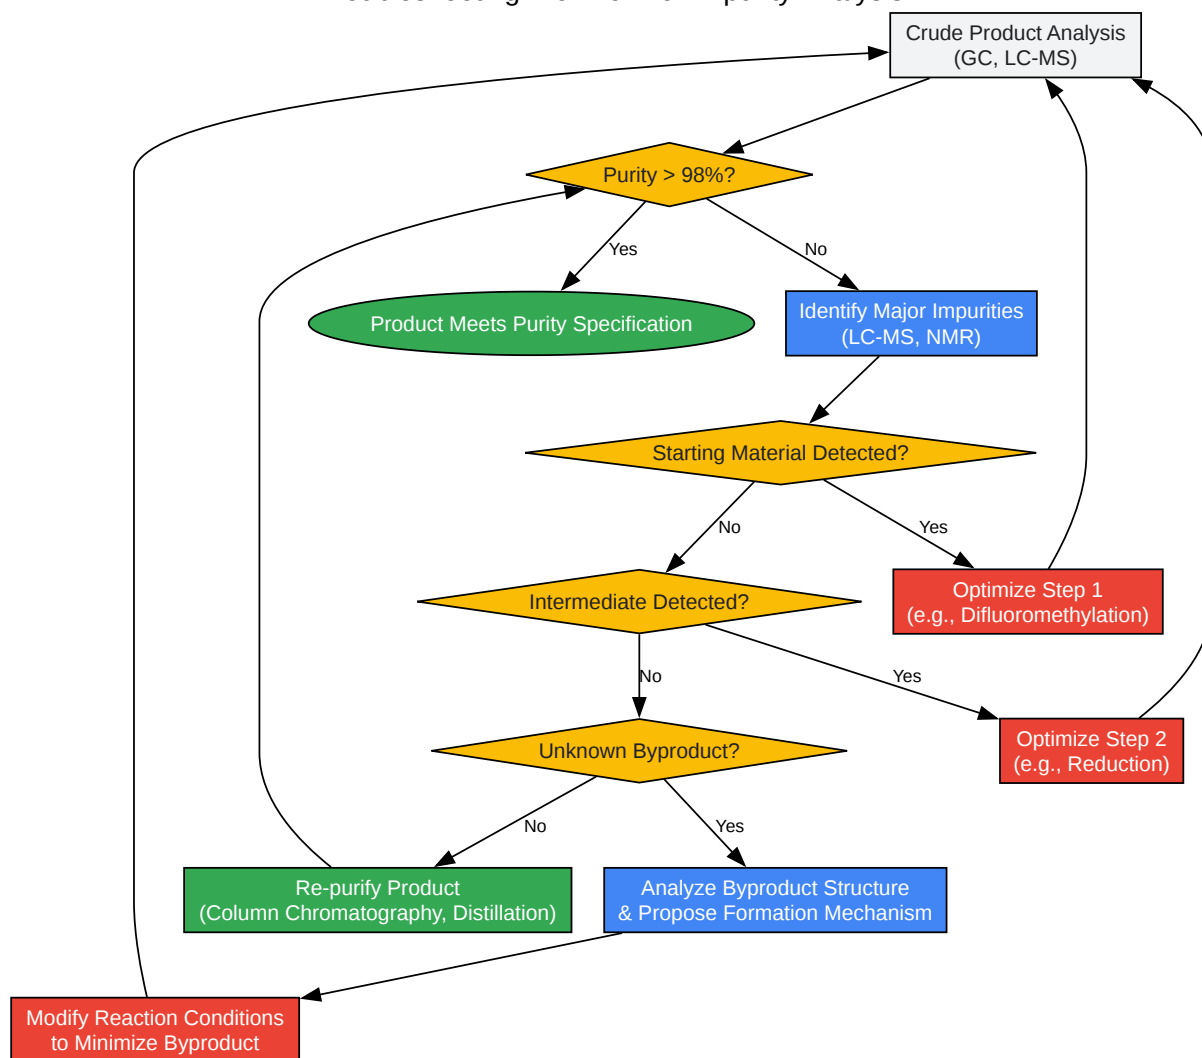 Crude Product Analysis
(GC, LC-MS)
Purity > 98%?
Yes
No
Product Meets Purity Specification
Identify Major Impurities
(LC-MS, NMR)
Starting Material Detected?
No
Yes
Optimize Step 1
(e.g., Difluoromethylation)
Intermediate Detected?
No
Yes
Optimize Step 2
(e.g., Reduction)
Unknown Byproduct?
No
Yes
Re-purify Product
(Column Chromatography, Distillation)
Analyze Byproduct Structure
& Propose Formation Mechanism
Modify Reaction Conditions
to Minimize Byproduct